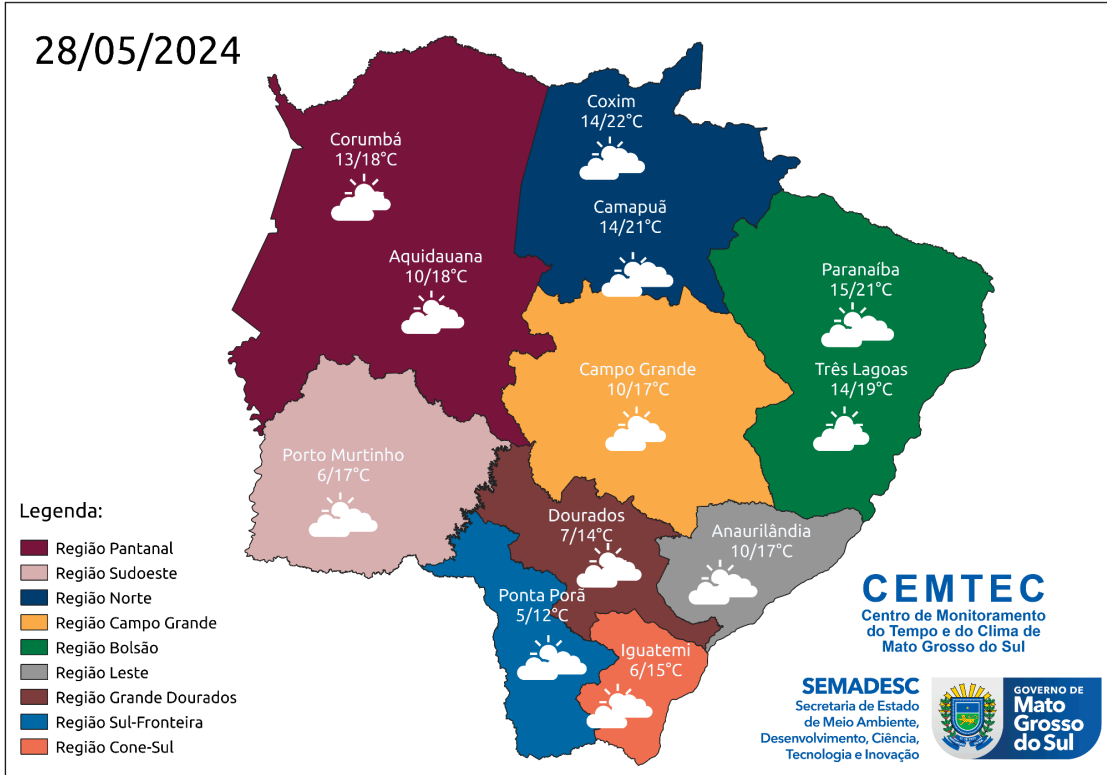 28/05/2024
Coxim
14/22°C
Corumbá
13/18°C
Camapuã
14/21°C
Aquidauana
10/18°C
Paranaíba
15/21°C
Campo Grande
10/17°C
Três Lagoas
14/19°C
Porto Murtinho
6/17°C
Dourados
7/14°C
Anaurilândia
10/17°C
Ponta Porã
5/12°C
Iguatemi
6/15°C
Legenda:
Região Pantanal
Região Sudoeste
Região Norte
Região Campo Grande
Região Bolsão
Região Leste
Região Grande Dourados
Região Sul-Fronteira
Região Cone-Sul
CEMTEC
Centro de Monitoramento
do Tempo e do Clima de
Mato Grosso do Sul
SEMADESC
Secretaria de Estado
de Meio Ambiente,
Desenvolvimento, Ciência,
Tecnologia e Inovação
GOVERNO DE
Mato
Grosso
do Sul